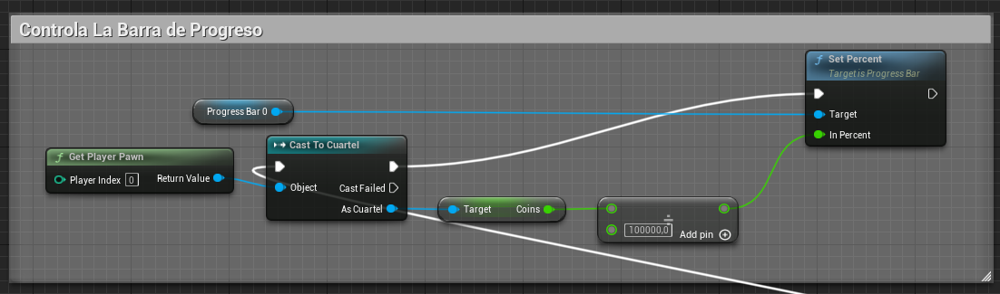 Controla La Barra de Progreso
Set Percent
Target is Progress Bar
Target
In Percent
Progress Bar 0
Cast To Cuartel
Object
Cast Failed
As Cuartel
Get Player Pawn
Player Index 0
Return Value
Target Coins
÷
100000,0
Add pin